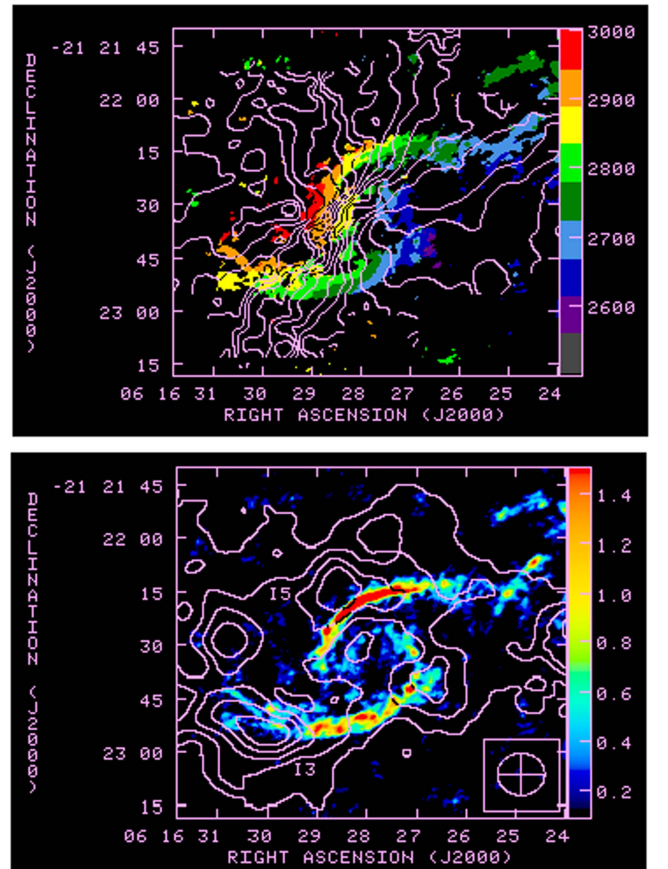 DECLINATION (J2000)
-21 21 45
22 00
15
30
45
23 00
15
3000
2900
2800
2700
2600
06 16 31 30 29 28 27 26 25 24
RIGHT ASCENSION (J2000)
DECLINATION (J2000)
-21 21 45
22 00
15
30
45
23 00
15
I5
I3
1.4
1.2
1.0
0.8
0.6
0.4
0.2
06 16 31 30 29 28 27 26 25 24
RIGHT ASCENSION (J2000)